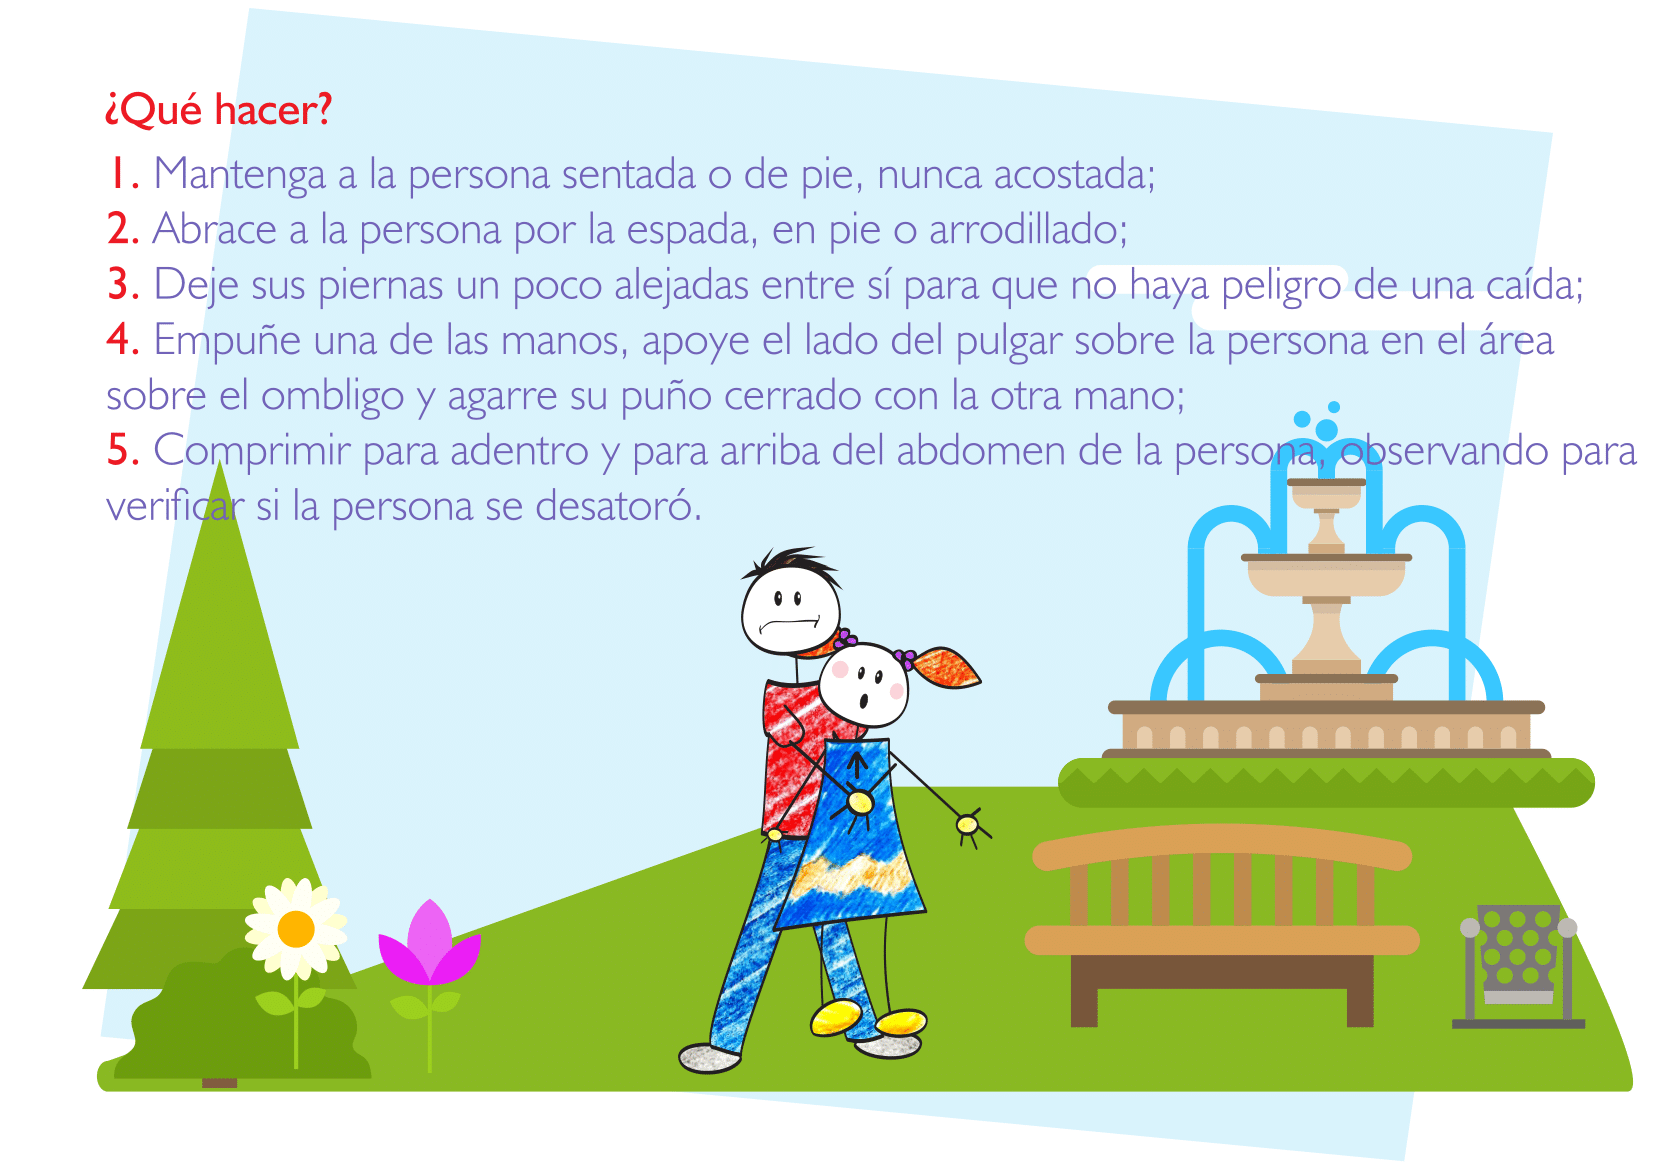 ¿Qué hacer?
1. Mantenga a la persona sentada o de pie, nunca acostada;
2. Abrace a la persona por la espada, en pie o arrodillado;
3. Deje sus piernas un poco alejadas entre sí para que no haya peligro de una caída;
4. Empuñe una de las manos, apoye el lado del pulgar sobre la persona en el área
sobre el ombligo y agarre su puño cerrado con la otra mano;
5. Comprimir para adentro y para arriba del abdomen de la persona, observando para
verificar si la persona se desatoró.